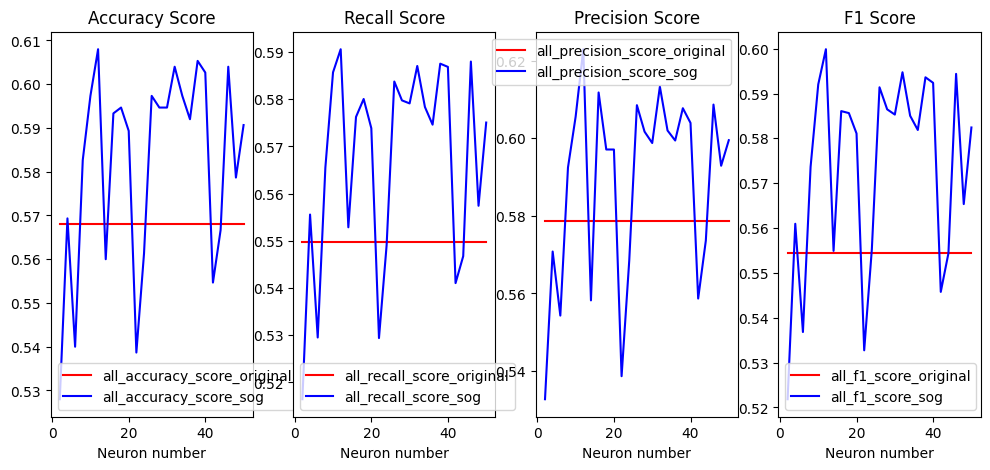 Accuracy Score
0.61
0.60
0.59
0.58
0.57
0.56
0.55
0.54
0.53
all_accuracy_score_original
all_accuracy_score_sog
0 20 40
Neuron number
Recall Score
0.59
0.58
0.57
0.56
0.55
0.54
0.53
0.52
all_recall_score_original
all_recall_score_sog
0 20 40
Neuron number
Precision Score
all_precision_score_original
all_precision_score_sog
0.62
0.60
0.58
0.56
0.54
0 20 40
Neuron number
F1 Score
0.60
0.59
0.58
0.57
0.56
0.55
0.54
0.53
0.52
all_f1_score_original
all_f1_score_sog
0 20 40
Neuron number